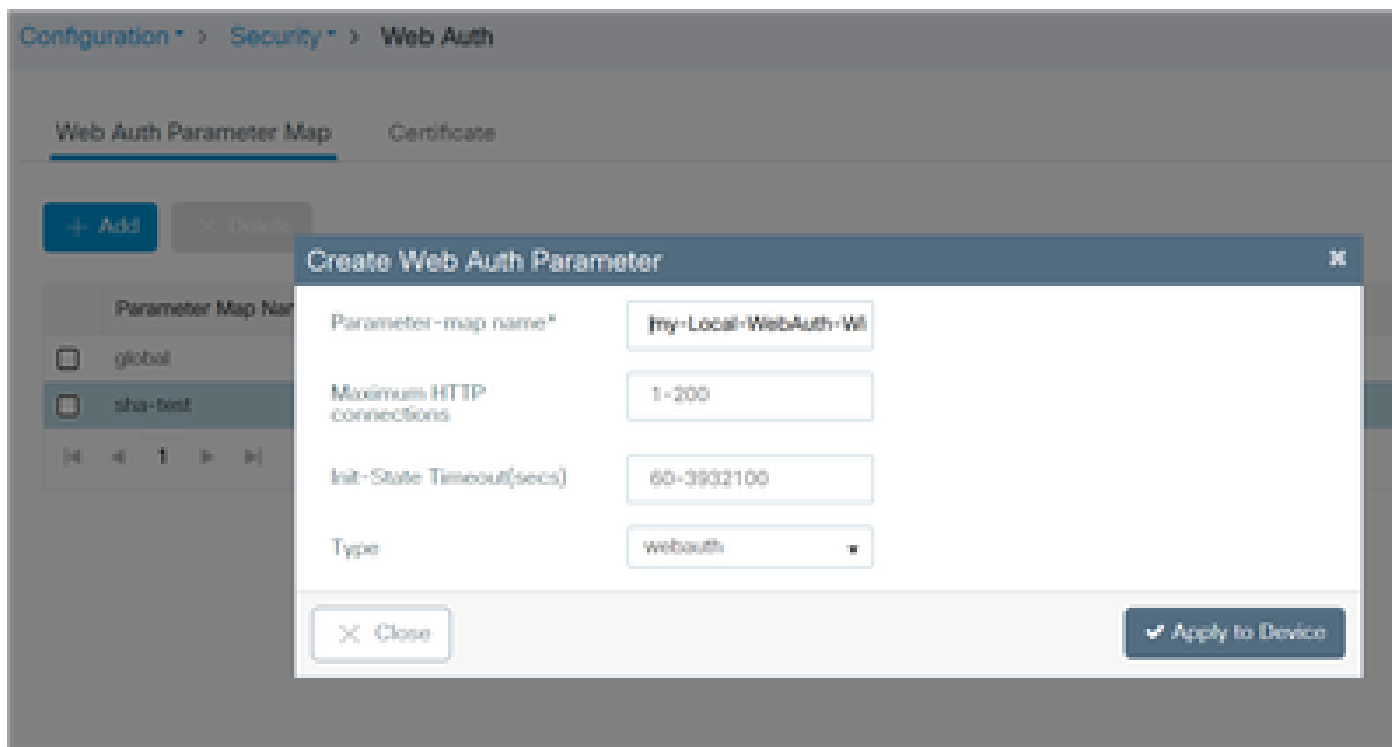 Configuration > Security > Web Auth
Web Auth Parameter Map Certificate
+ Add × Delete
Create Web Auth Parameter
Parameter Map Nar
global
sha-test
1
Parameter-map name* my-Local-WebAuth-Wl
Maximum HTTP connections 1-200
Init-State Timeout(secs) 60-3932100
Type webauth
× Close
✔ Apply to Device